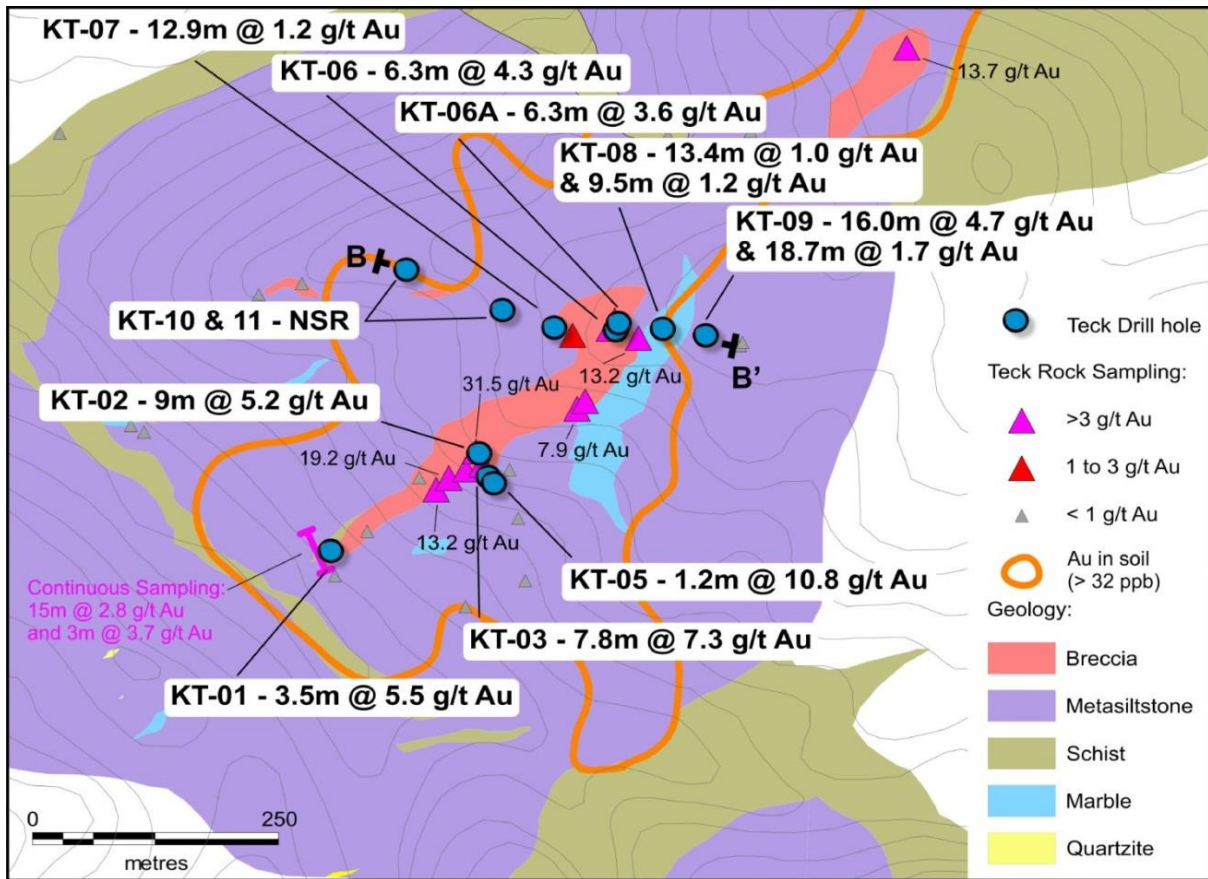 KT-07 - 12.9m @ 1.2 g/t Au
KT-06 - 6.3m @ 4.3 g/t Au
KT-06A - 6.3m @ 3.6 g/t Au
KT-08 - 13.4m @ 1.0 g/t Au
& 9.5m @ 1.2 g/t Au
KT-09 - 16.0m @ 4.7 g/t Au
& 18.7m @ 1.7 g/t Au
13.7 g/t Au
B
KT-10 & 11 - NSR
B'
31.5 g/t Au
13.2 g/t Au
KT-02 - 9m @ 5.2 g/t Au
19.2 g/t Au
7.9 g/t Au
13.2 g/t Au
Continuous Sampling:
15m @ 2.8 g/t Au
and 3m @ 3.7 g/t Au
KT-05 - 1.2m @ 10.8 g/t Au
KT-03 - 7.8m @ 7.3 g/t Au
KT-01 - 3.5m @ 5.5 g/t Au
0 250
metres
Teck Drill hole
Teck Rock Sampling:
>3 g/t Au
1 to 3 g/t Au
< 1 g/t Au
Au in soil
(> 32 ppb)
Geology:
Breccia
Metasiltstone
Schist
Marble
Quartzite